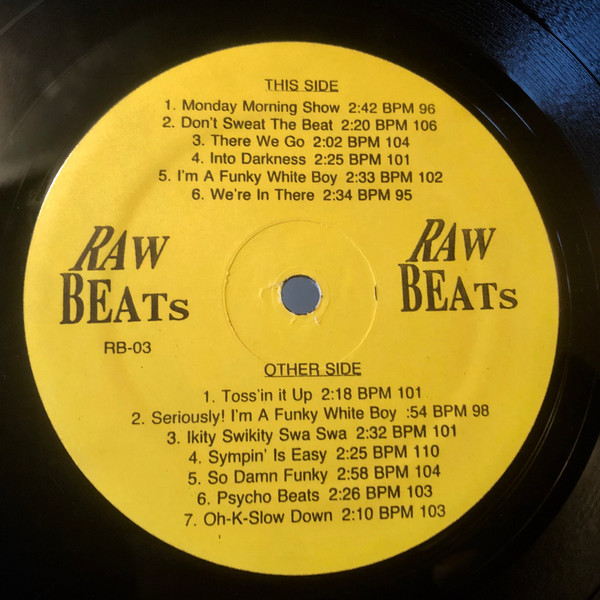 THIS SIDE
1. Monday Morning Show 2:42 BPM 96
2. Don't Sweat The Beat 2:20 BPM 106
3. There We Go 2:02 BPM 104
4. Into Darkness 2:25 BPM 101
5. I'm A Funky White Boy 2:33 BPM 102
6. We're In There 2:34 BPM 95
RAW
BEATS
RB-03
RAW
BEATS
OTHER SIDE
1. Toss'in it Up 2:18 BPM 101
2. Seriously! I'm A Funky White Boy :54 BPM 98
3. Ikity Swikity Swa Swa 2:32 BPM 101
4. Sympin' Is Easy 2:25 BPM 110
5. So Damn Funky 2:58 BPM 104
6. Psycho Beats 2:26 BPM 103
7. Oh-K-Slow Down 2:10 BPM 103